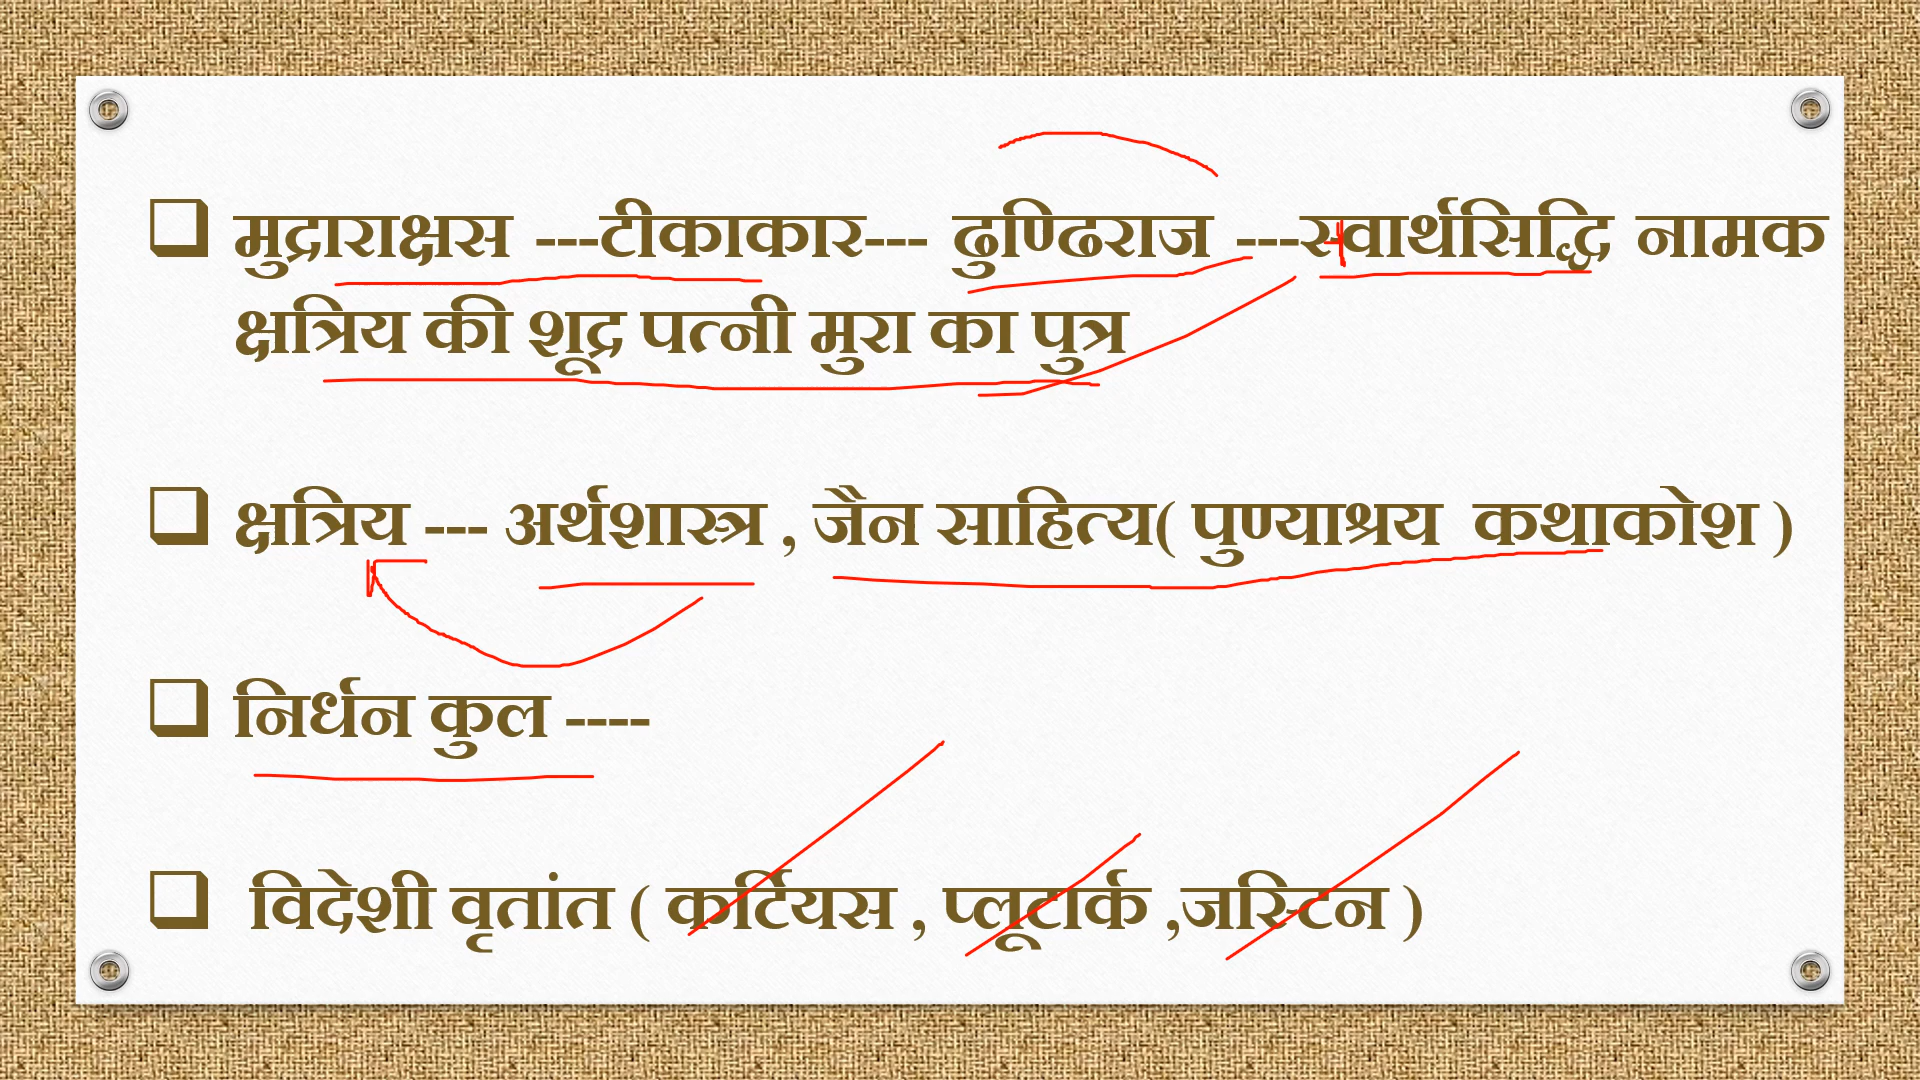 मुद्राराक्षस ---टीकाकार--- ढुण्ढिराज ---स्वार्थसिद्धि नामक
क्षत्रिय की शूद्र पत्नी मुरा का पुत्र
क्षत्रिय --- अर्थशास्त्र , जैन साहित्य( पुण्याश्रय कथाकोश )
निर्धन कुल ----
विदेशी वृतांत ( कर्टियस , प्लूटार्क ,जस्टिन )